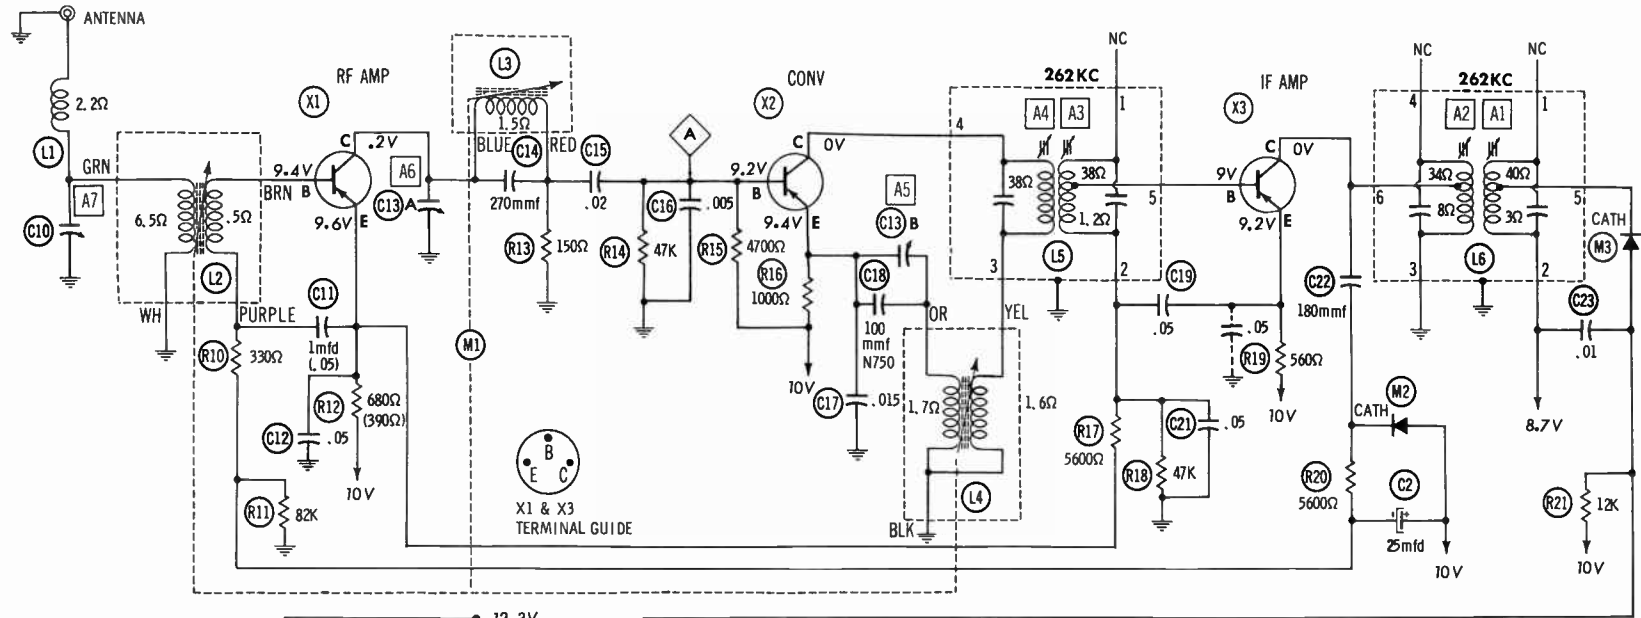 ANTENNA
2.2Ω
L1
GRN
A7
C10
6.5Ω
.5Ω
L2
WH
PURPLE
RF AMP
X1
C
.2V
9.4V
BRN
B
9.6V
E
A6
C13 A
L3
1.5Ω
BLUE
C14
RED
C15
270mmf
.02
R13
150Ω
C11
1mfd
(.05)
R10
330Ω
R12
680Ω
(390Ω)
C12
.05
10V
R11
82K
M1
B
E
C
X1 & X3
TERMINAL GUIDE
A
CONV
X2
C
0V
9.2V
B
9.4V
E
C16
.005
R14
47K
R15
4700Ω
R16
1000Ω
10V
A5
C13 B
C18
100
mmf
N750
OR
YEL
C17
.015
1.7Ω
1.6Ω
L4
BLK
262KC
NC
4
A4
A3
1
38Ω
38Ω
1.2Ω
5
3
L5
2
C19
.05
.05
R19
560Ω
10V
R17
5600Ω
R18
47K
C21
.05
IF AMP
X3
C
0V
9V
B
9.2V
E
C22
180mmf
CATH
M2
R20
5600Ω
C2
25mfd
10V
262KC
NC
NC
4
A2
A1
1
34Ω
40Ω
6
8Ω
3Ω
5
3
L6
2
CATH
M3
C23
.01
8.7V
R21
12K
10V